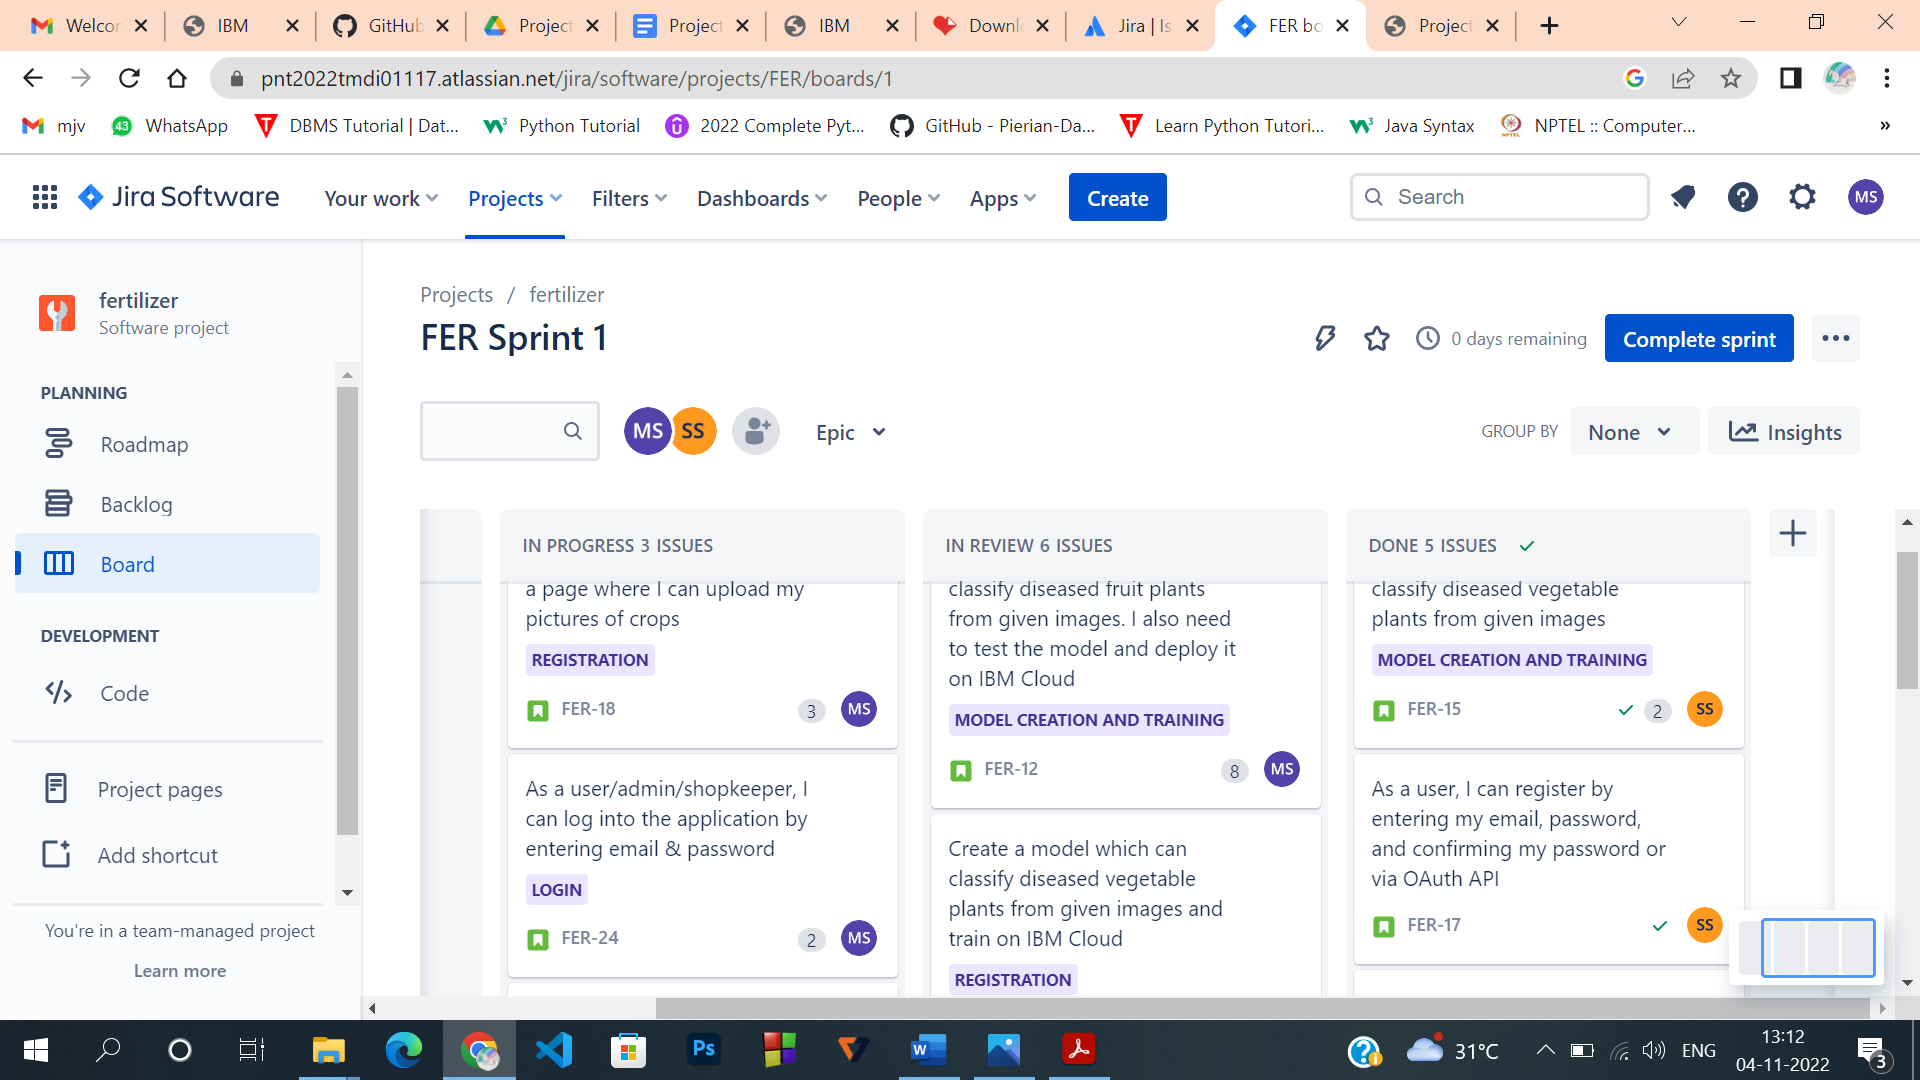 Welcon
IBM
GitHub
Project
Project
IBM
Downl
Jira | Is
FER bo
Project
pnt2022tmdi01117.atlassian.net/jira/software/projects/FER/boards/1
mjv
WhatsApp
DBMS Tutorial | Dat...
Python Tutorial
2022 Complete Pyt...
GitHub - Pierian-Da...
Learn Python Tutori...
Java Syntax
NPTEL :: Computer...
»
Jira Software
Your work
Projects
Filters
Dashboards
People
Apps
Create
Search
MS
fertilizer
Software project
PLANNING
Roadmap
Backlog
Board
DEVELOPMENT
Code
Project pages
Add shortcut
You're in a team-managed project
Learn more
Projects / fertilizer
FER Sprint 1
0 days remaining
Complete sprint
MS
SS
Epic
GROUP BY
None
Insights
IN PROGRESS 3 ISSUES
a page where I can upload my
pictures of crops
REGISTRATION
FER-18
3
MS
As a user/admin/shopkeeper, I
can log into the application by
entering email & password
LOGIN
FER-24
2
MS
IN REVIEW 6 ISSUES
classify diseased fruit plants
from given images. I also need
to test the model and deploy it
on IBM Cloud
MODEL CREATION AND TRAINING
FER-12
8
MS
Create a model which can
classify diseased vegetable
plants from given images and
train on IBM Cloud
REGISTRATION
DONE 5 ISSUES
classify diseased vegetable
plants from given images
MODEL CREATION AND TRAINING
FER-15
2
SS
As a user, I can register by
entering my email, password,
and confirming my password or
via OAuth API
FER-17
SS
Ps
31°C
ENG
13:12
04-11-2022
3